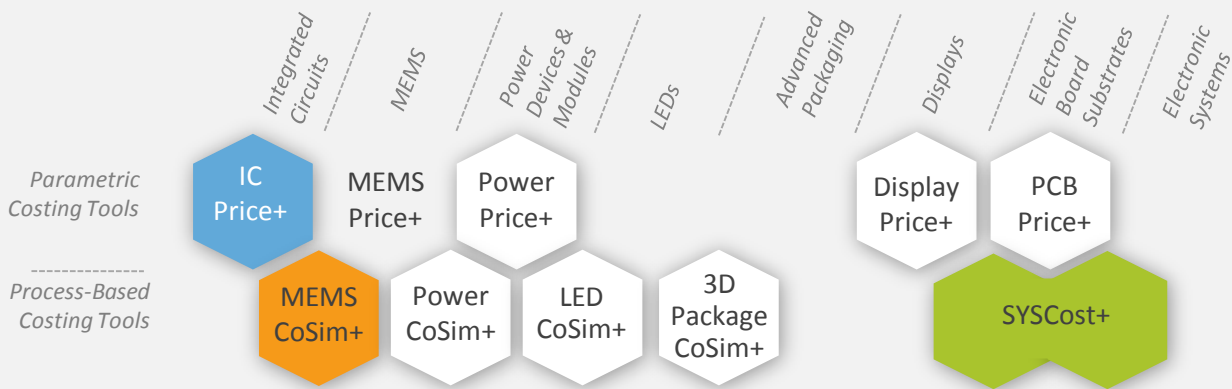 Integrated
Circuits
MEMS
Power
Devices &
Modules
LEDs
Advanced
Packaging
Displays
Electronic
Board
Substrates
Electronic
Systems
Parametric
Costing Tools
IC
Price+
MEMS
Price+
Power
Price+
Display
Price+
PCB
Price+
Process-Based
Costing Tools
MEMS
CoSim+
Power
CoSim+
LED
CoSim+
3D
Package
CoSim+
SYSCost+